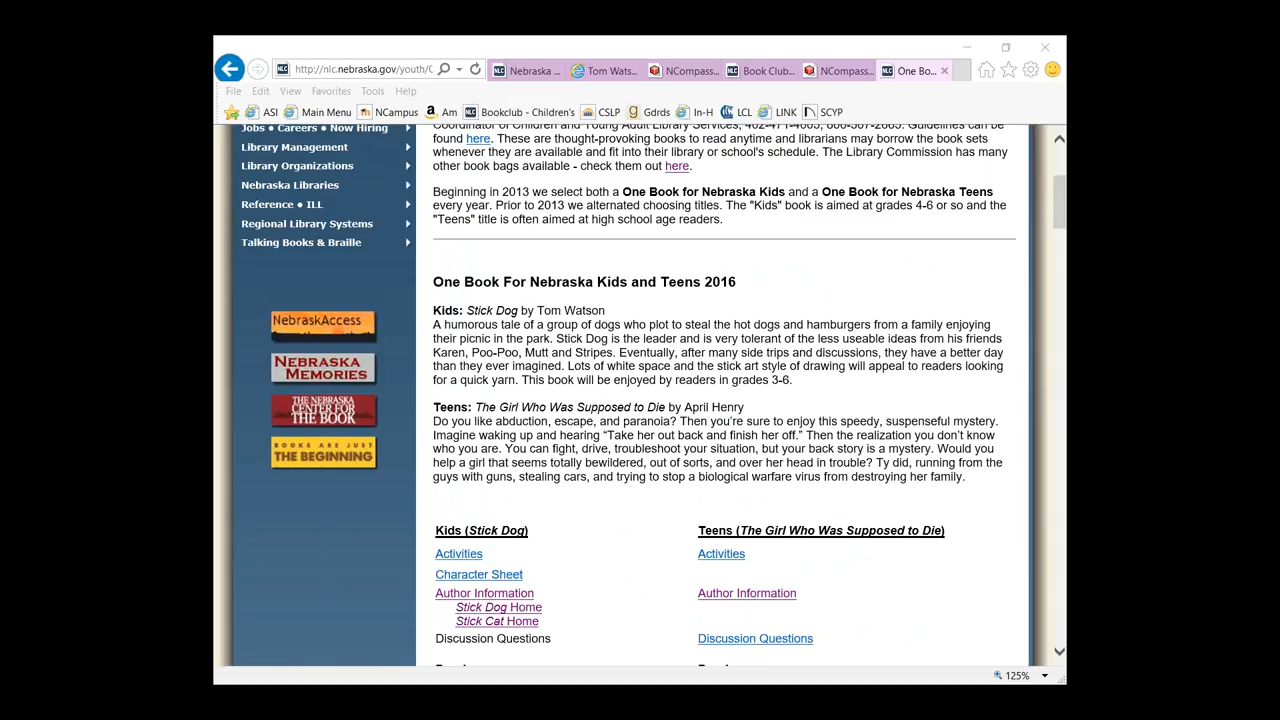 http://nlc.nebraska.gov/youth/
Nebraska ...
Tom Wats...
NCompass...
Book Club...
NCompass...
One Bo...
File Edit View Favorites Tools Help
ASI Main Menu NCampus Am Bookclub - Children's CSLP Gdrds In-H LCL LINK SCYP
Jobs • Careers • Now Hiring
Library Management
Library Organizations
Nebraska Libraries
Reference • ILL
Regional Library Systems
Talking Books & Braille
NebraskAccess
NEBRASKA
MEMORIES
THE NEBRASKA
CENTER FOR
THE BOOK
BOOKS ARE JUST
THE BEGINNING
Coordinator of Children and Young Adult Library Services, 402-471-4003, 800-307-2665. Guidelines can be
found here. These are thought-provoking books to read anytime and librarians may borrow the book sets
whenever they are available and fit into their library or school's schedule. The Library Commission has many
other book bags available - check them out here.
Beginning in 2013 we select both a One Book for Nebraska Kids and a One Book for Nebraska Teens
every year. Prior to 2013 we alternated choosing titles. The "Kids" book is aimed at grades 4-6 or so and the
"Teens" title is often aimed at high school age readers.
One Book For Nebraska Kids and Teens 2016
Kids: Stick Dog by Tom Watson
A humorous tale of a group of dogs who plot to steal the hot dogs and hamburgers from a family enjoying
their picnic in the park. Stick Dog is the leader and is very tolerant of the less useable ideas from his friends
Karen, Poo-Poo, Mutt and Stripes. Eventually, after many side trips and discussions, they have a better day
than they ever imagined. Lots of white space and the stick art style of drawing will appeal to readers looking
for a quick yarn. This book will be enjoyed by readers in grades 3-6.
Teens: The Girl Who Was Supposed to Die by April Henry
Do you like abduction, escape, and paranoia? Then you're sure to enjoy this speedy, suspenseful mystery.
Imagine waking up and hearing “Take her out back and finish her off.” Then the realization you don’t know
who you are. You can fight, drive, troubleshoot your situation, but your back story is a mystery. Would you
help a girl that seems totally bewildered, out of sorts, and over her head in trouble? Ty did, running from the
guys with guns, stealing cars, and trying to stop a biological warfare virus from destroying her family.
Kids (Stick Dog)
Activities
Character Sheet
Author Information
Stick Dog Home
Stick Cat Home
Discussion Questions
Teens (The Girl Who Was Supposed to Die)
Activities
Author Information
Discussion Questions
125%